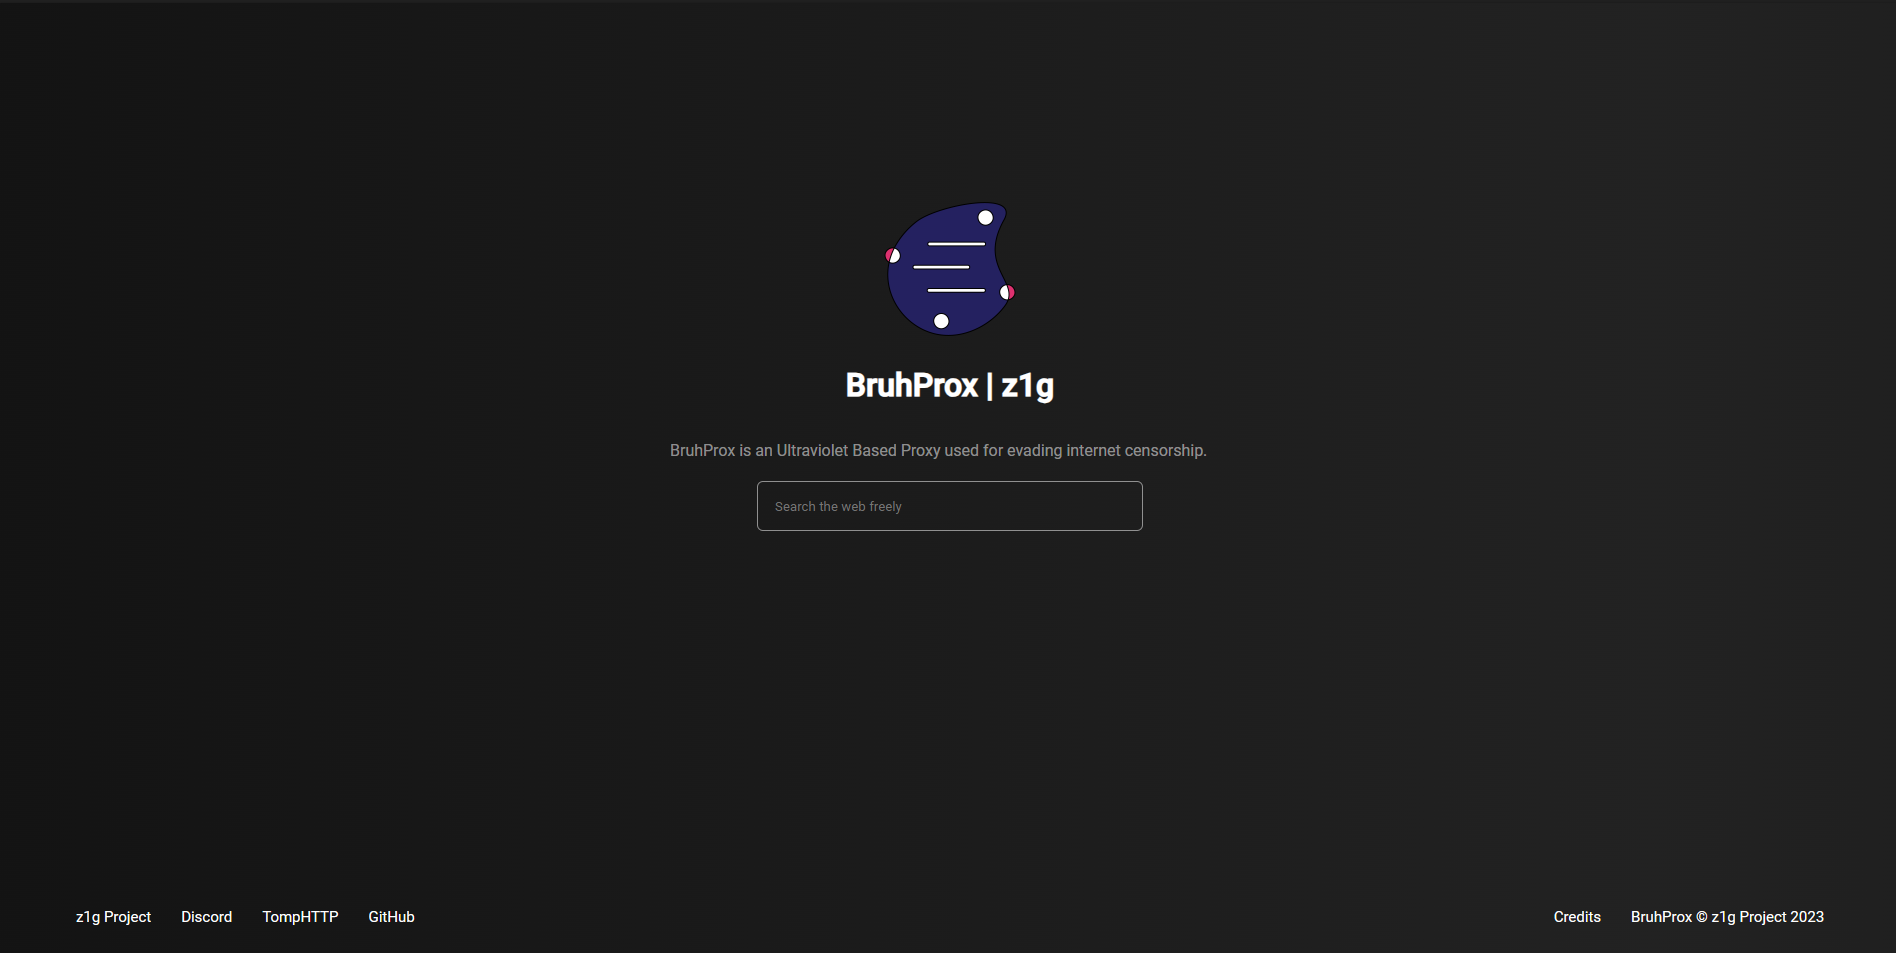 BruhProx | z1g
BruhProx is an Ultraviolet Based Proxy used for evading internet censorship.
Search the web freely
z1g Project Discord TompHTTP GitHub Credits BruhProx © z1g Project 2023